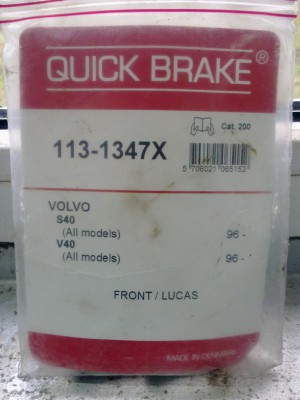 QUICK BRAKE®
Cat. 200
113-1347X
5 706021 065152
VOLVO
S40
(All models) 96 -
V40
(All models) 96 -
FRONT / LUCAS
MADE IN DENMARK